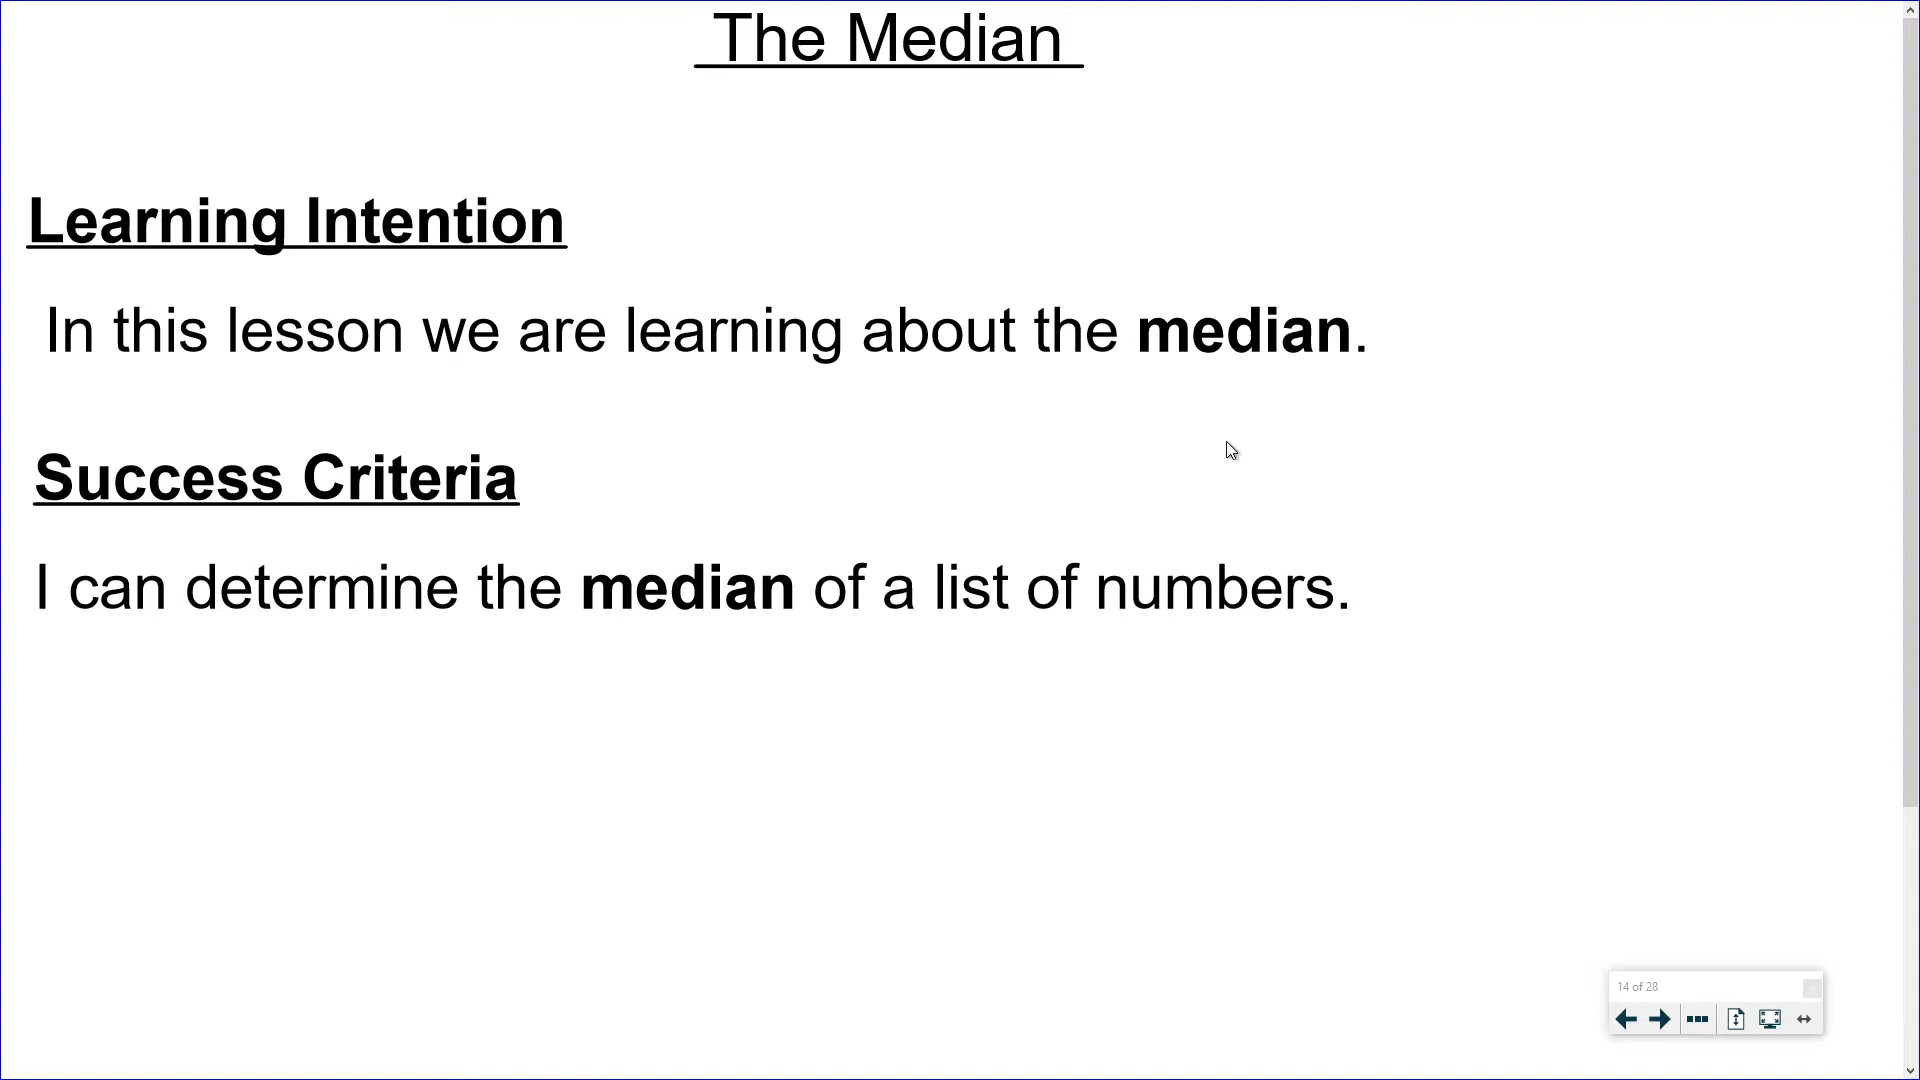 The Median
Learning Intention
In this lesson we are learning about the median.
Success Criteria
I can determine the median of a list of numbers.
14 of 28